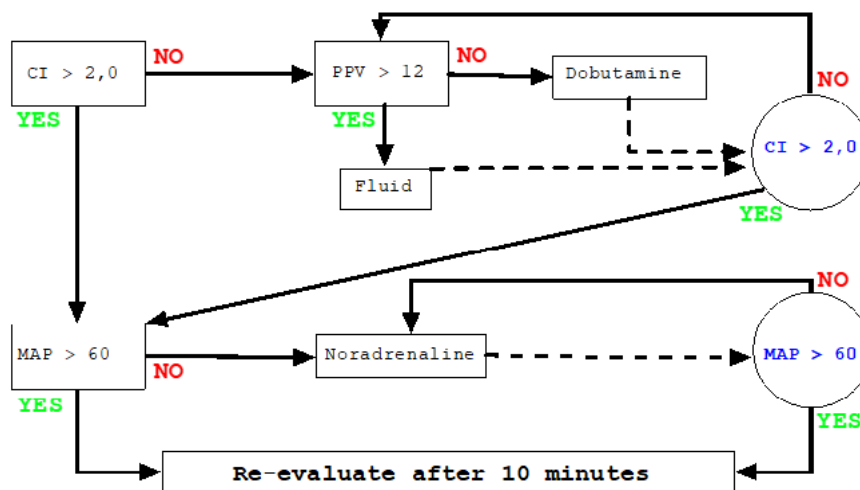 CI > 2,0
NO
PPV > 12
NO
Dobutamine
NO
YES
YES
CI > 2,0
Fluid
YES
NO
MAP > 60
NO
Noradrenaline
MAP > 60
YES
YES
Re-evaluate after 10 minutes